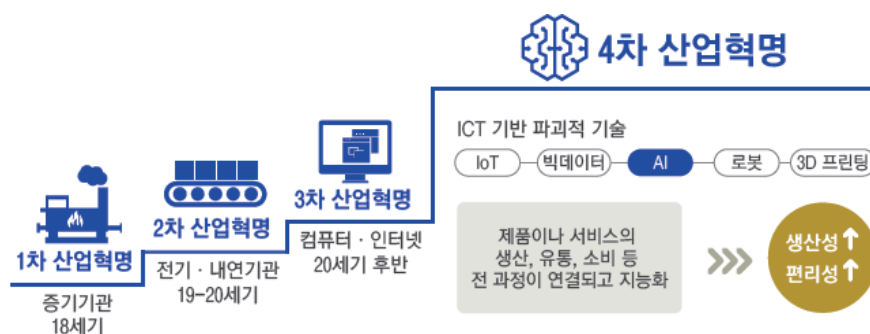 4차 산업혁명
ICT 기반 파괴적 기술
IoT 빅데이터 AI 로봇 3D 프린팅
제품이나 서비스의
생산, 유통, 소비 등
전 과정이 연결되고 지능화
생산성↑
편리성↑
3차 산업혁명
컴퓨터 · 인터넷
20세기 후반
2차 산업혁명
전기 · 내연기관
19-20세기
1차 산업혁명
증기기관
18세기